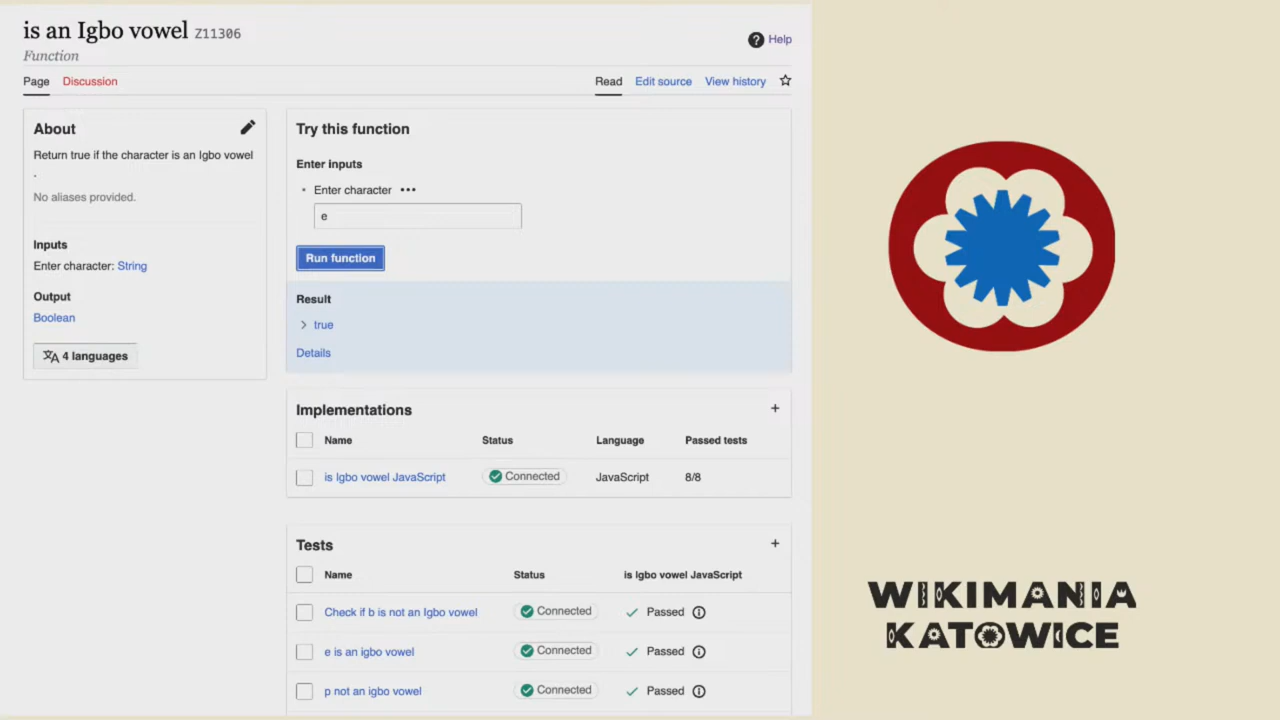 is an Igbo vowel Z11306
Function
Help
Page Discussion
Read Edit source View history
About
Return true if the character is an Igbo vowel
.
No aliases provided.
Inputs
Enter character: String
Output
Boolean
4 languages
Try this function
Enter inputs
Enter character
e
Run function
Result
true
Details
Implementations
Name Status Language Passed tests
is Igbo vowel JavaScript Connected JavaScript 8/8
Tests
Name Status is Igbo vowel JavaScript
Check if b is not an Igbo vowel Connected Passed
e is an igbo vowel Connected Passed
p not an igbo vowel Connected Passed
WIKIMANIA
KATOWICE